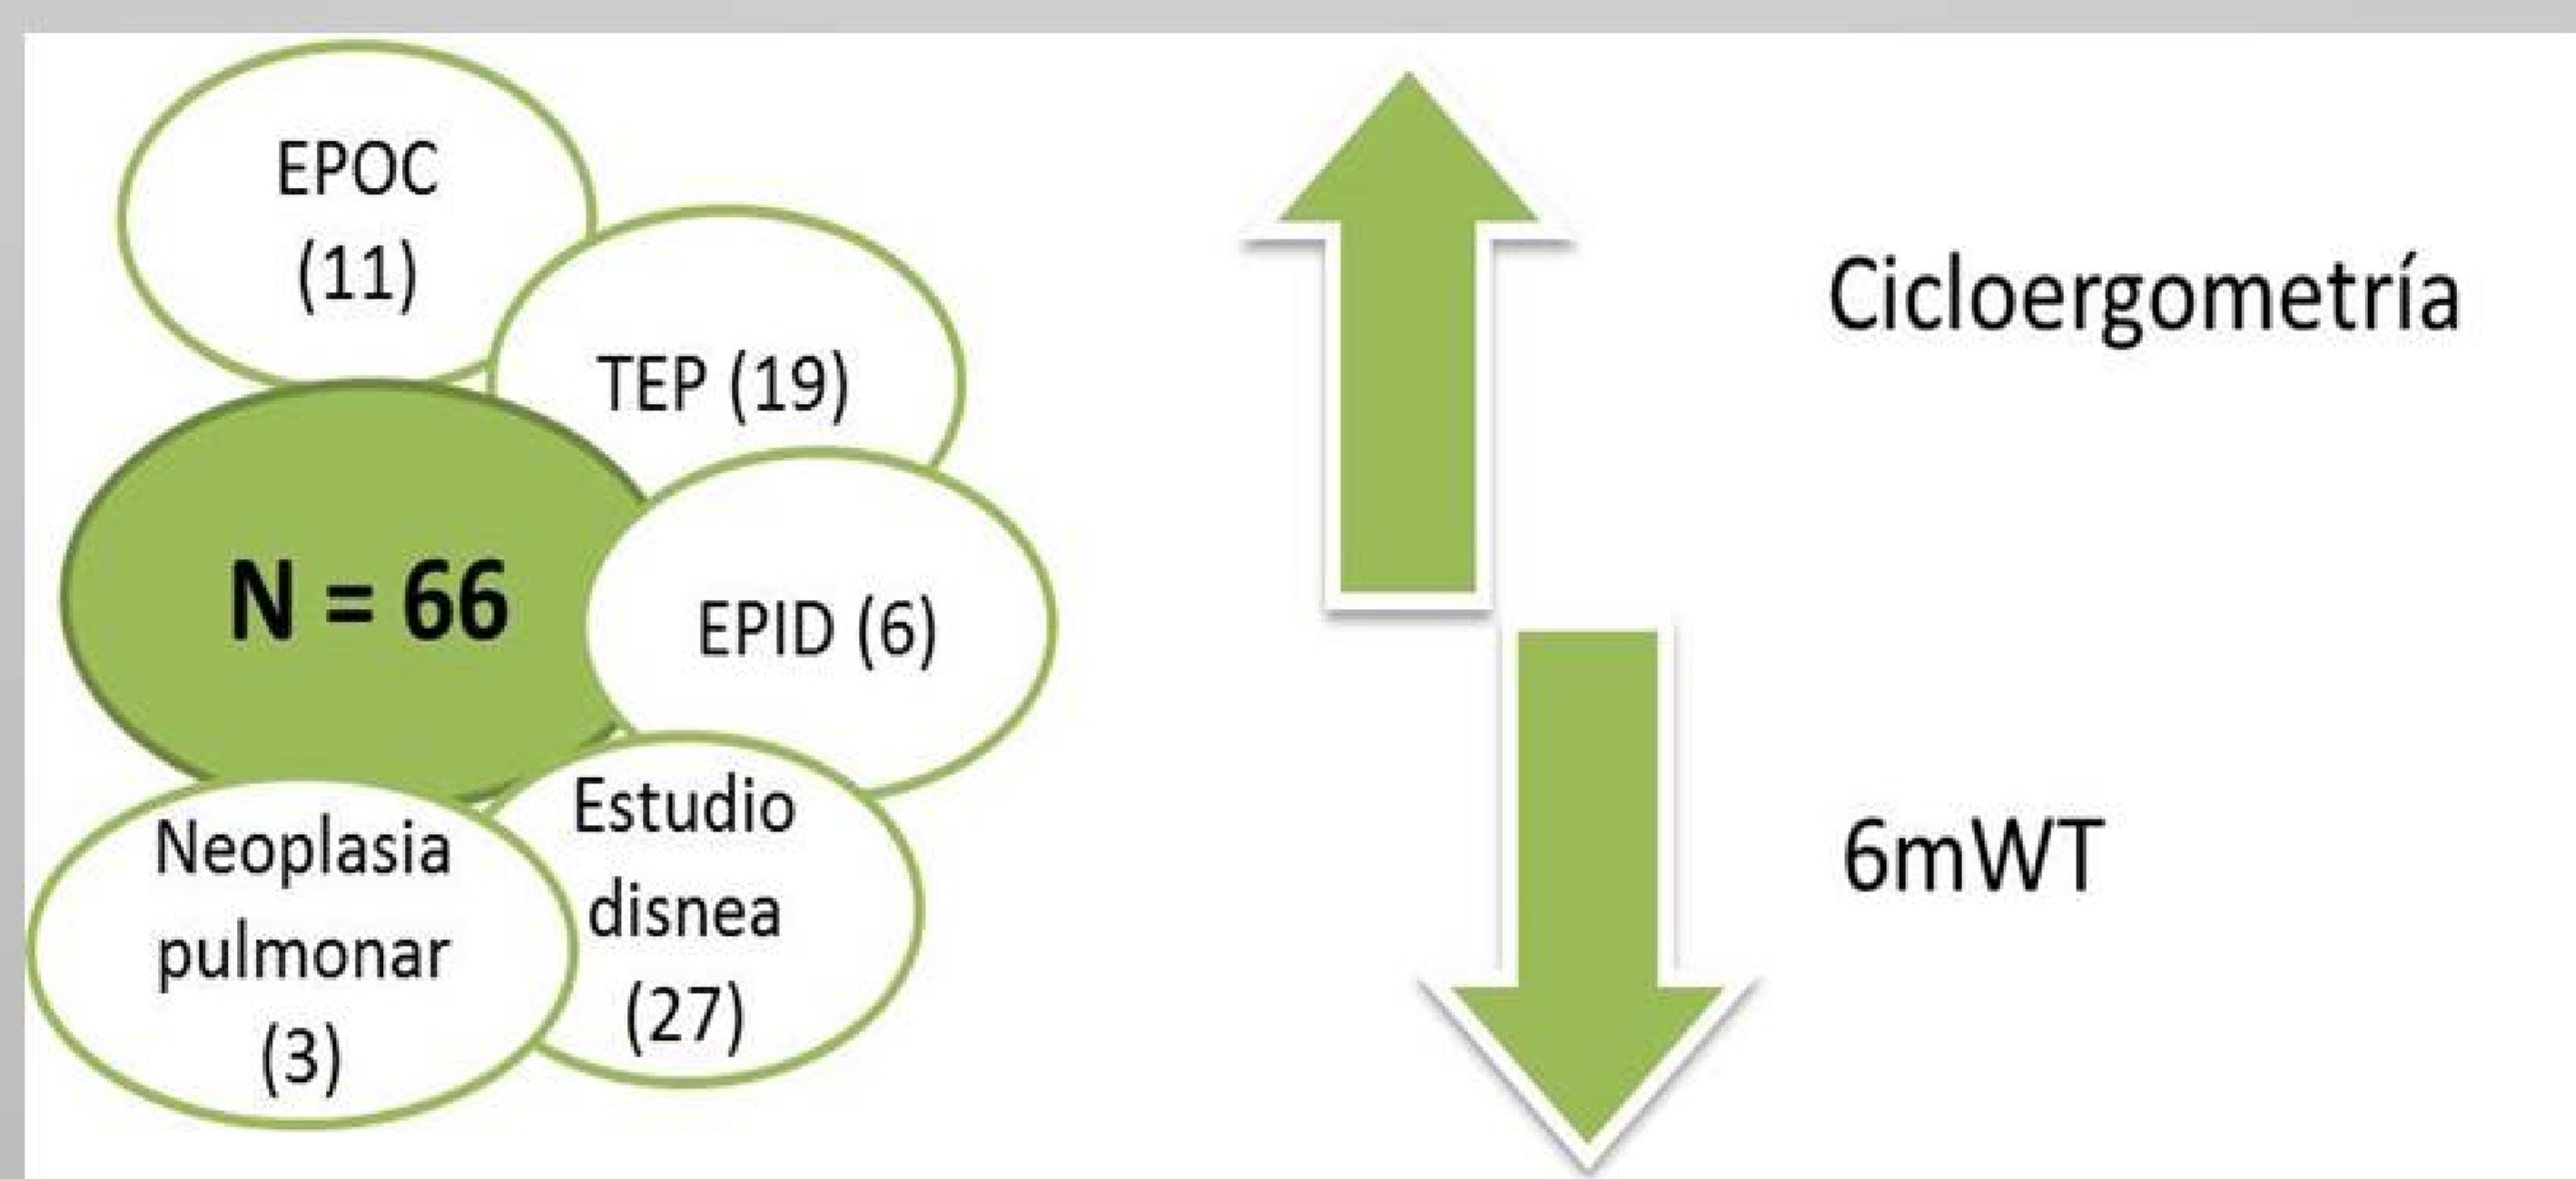 EPOC
(11)
TEP (19)
N = 66
EPID (6)
Estudio
disnea
(27)
Neoplasia
pulmonar
(3)
Cicloergometría
6mWT